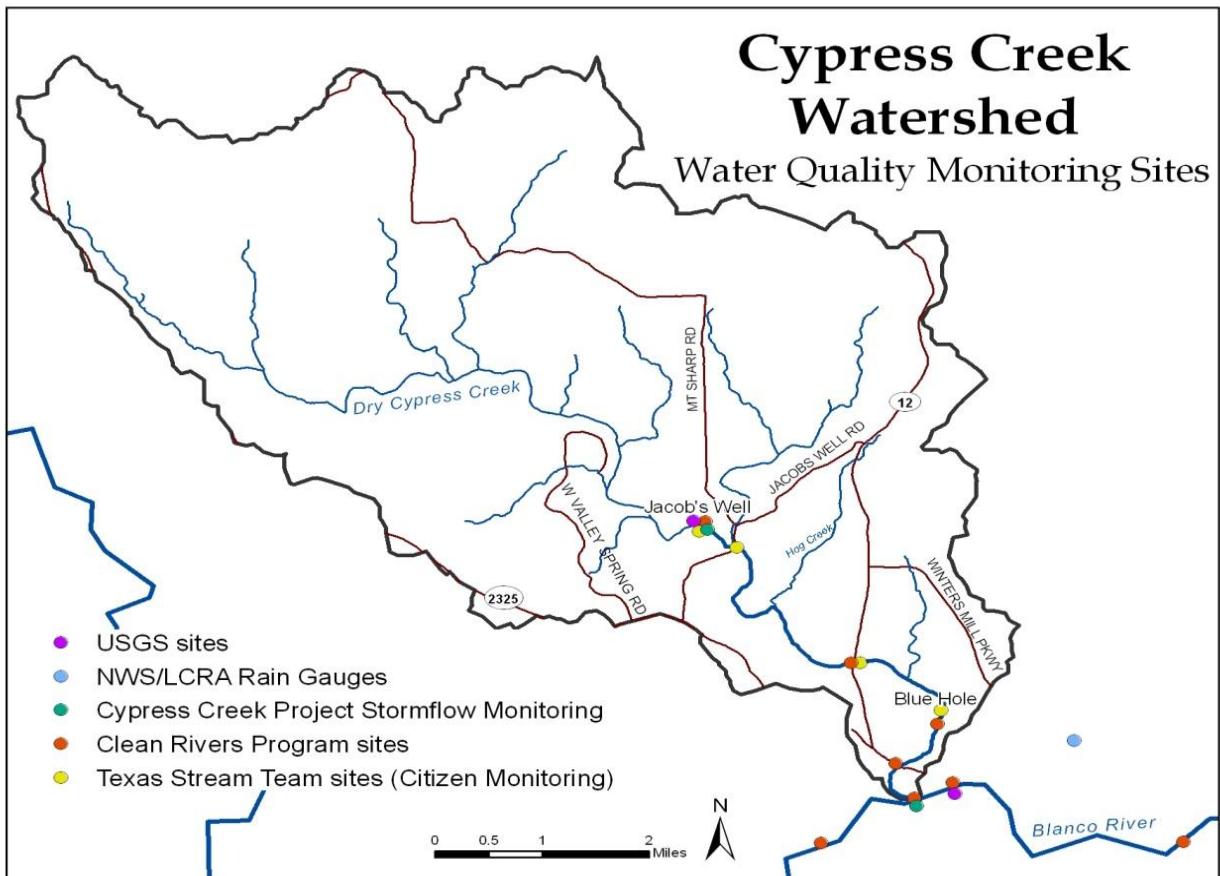 Cypress Creek
Watershed
Water Quality Monitoring Sites
MT SHARP RD
Dry Cypress Creek
12
JACOBS WELL RD
Jacob's Well
W VALLEY SPRING RD
Hog Creek
WINTERS MILL PKWY
2325
USGS sites
NWS/LCRA Rain Gauges
Cypress Creek Project Stormflow Monitoring
Clean Rivers Program sites
Texas Stream Team sites (Citizen Monitoring)
Blue Hole
N
0 0.5 1 2
Miles
Blanco River